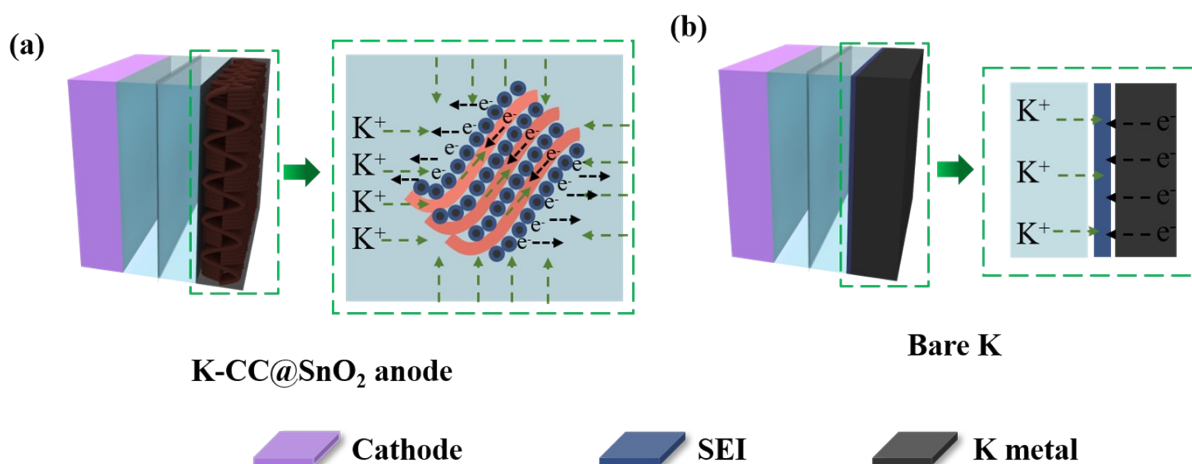 (a)
K⁺
K⁺
K⁺
K⁺
e⁻
e⁻
e⁻
e⁻
e⁻
e⁻
e⁻
e⁻
e⁻
e⁻
e⁻
K-CC@SnO₂ anode
(b)
K⁺
K⁺
K⁺
e⁻
e⁻
e⁻
e⁻
Bare K
Cathode
SEI
K metal